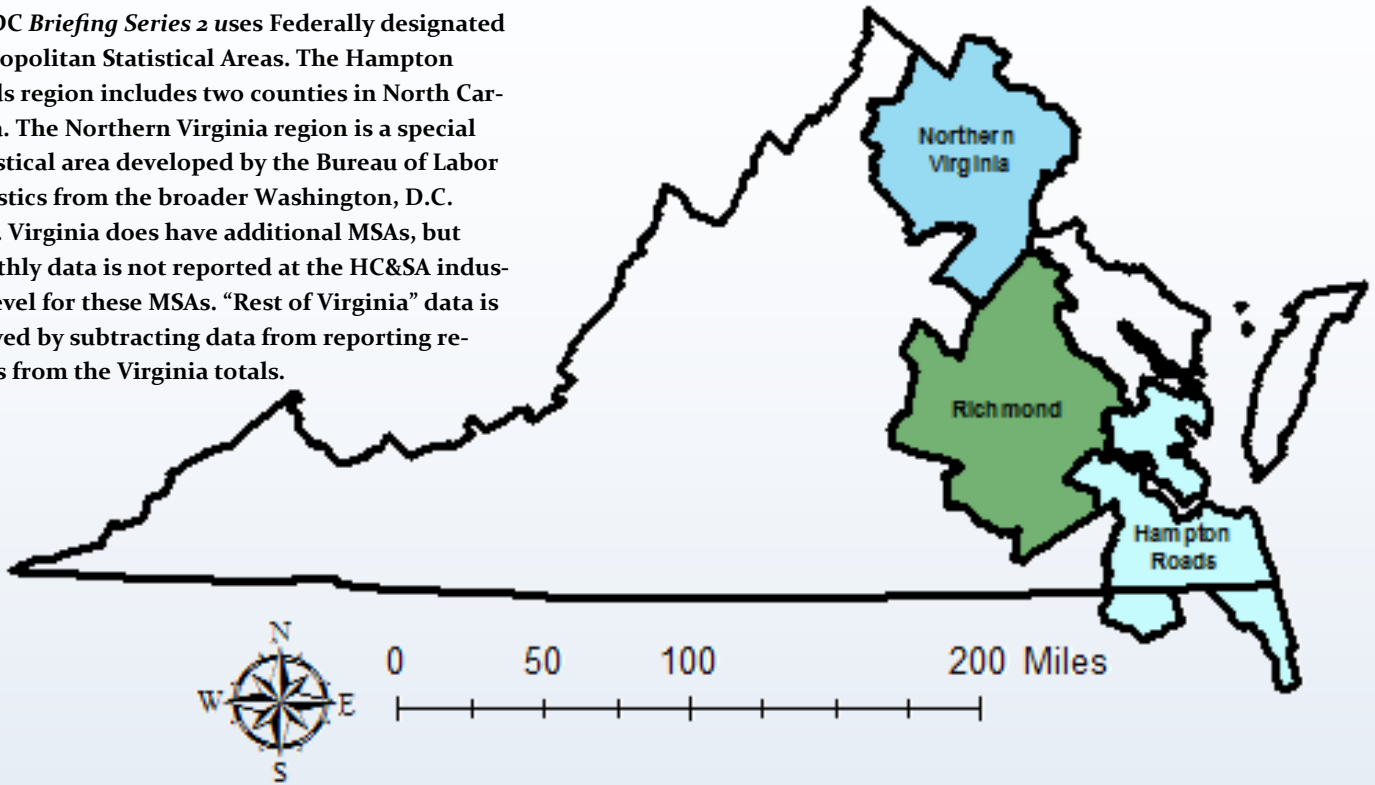 DC Briefing Series 2 uses Federally designated
opolitan Statistical Areas. The Hampton
ds region includes two counties in North Car-
. The Northern Virginia region is a special
istical area developed by the Bureau of Labor
istics from the broader Washington, D.C.
. Virginia does have additional MSAs, but
thly data is not reported at the HC&SA indus-
evel for these MSAs. “Rest of Virginia” data is
ved by subtracting data from reporting re-
s from the Virginia totals.
Northern
Virginia
Richmond
Hampton
Roads
N
W E
S
0 50 100 200 Miles